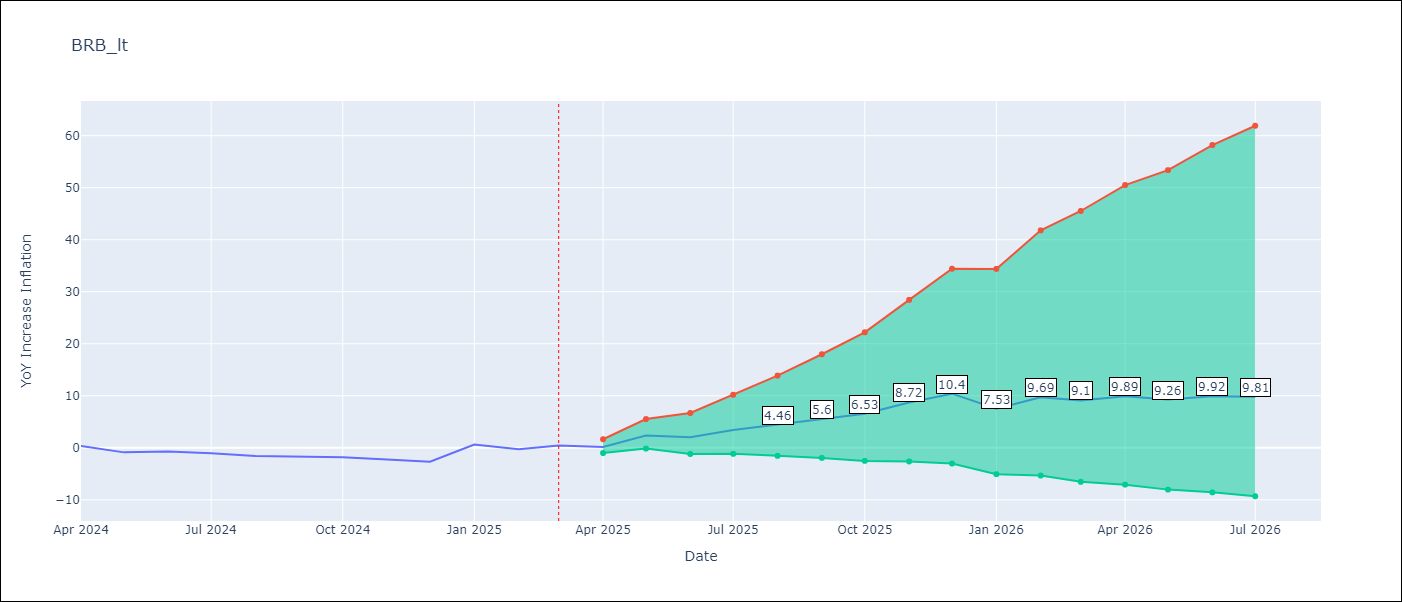 BRB_lt
YoY Increase Inflation
60
50
40
30
20
10
0
−10
4.46
5.6
6.53
8.72
10.4
7.53
9.69
9.1
9.89
9.26
9.92
9.81
Apr 2024
Jul 2024
Oct 2024
Jan 2025
Apr 2025
Jul 2025
Oct 2025
Jan 2026
Apr 2026
Jul 2026
Date